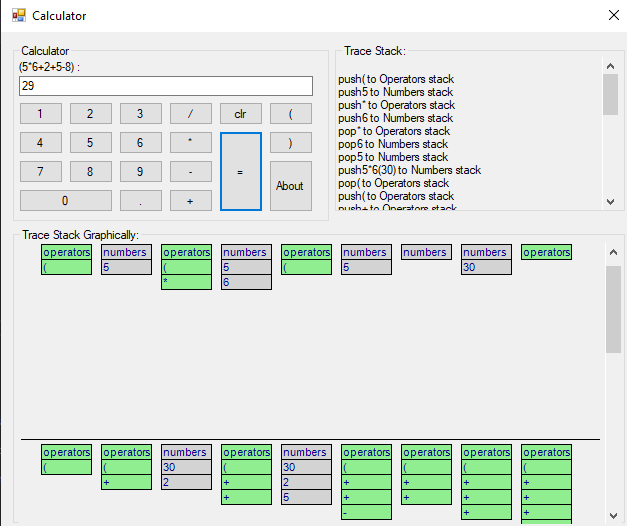 Calculator
Calculator
(5*6+2+5-8) :
29
1 2 3 / clr (
4 5 6 * = )
7 8 9 - About
0 . +
Trace Stack:
push( to Operators stack
push5 to Numbers stack
push* to Operators stack
push6 to Numbers stack
pop* to Operators stack
pop6 to Numbers stack
pop5 to Numbers stack
push5*6(30) to Numbers stack
pop( to Operators stack
push( to Operators stack
push+ to Operators stack
Trace Stack Graphically:
operators numbers operators numbers operators numbers numbers numbers operators
( 5 ( 5 ( 5 30
* 6
operators operators numbers operators numbers operators operators operators operators
( ( 30 ( 30 ( ( ( (
+ 2 + 2 + + + +
+ 5 + + + +
- + +